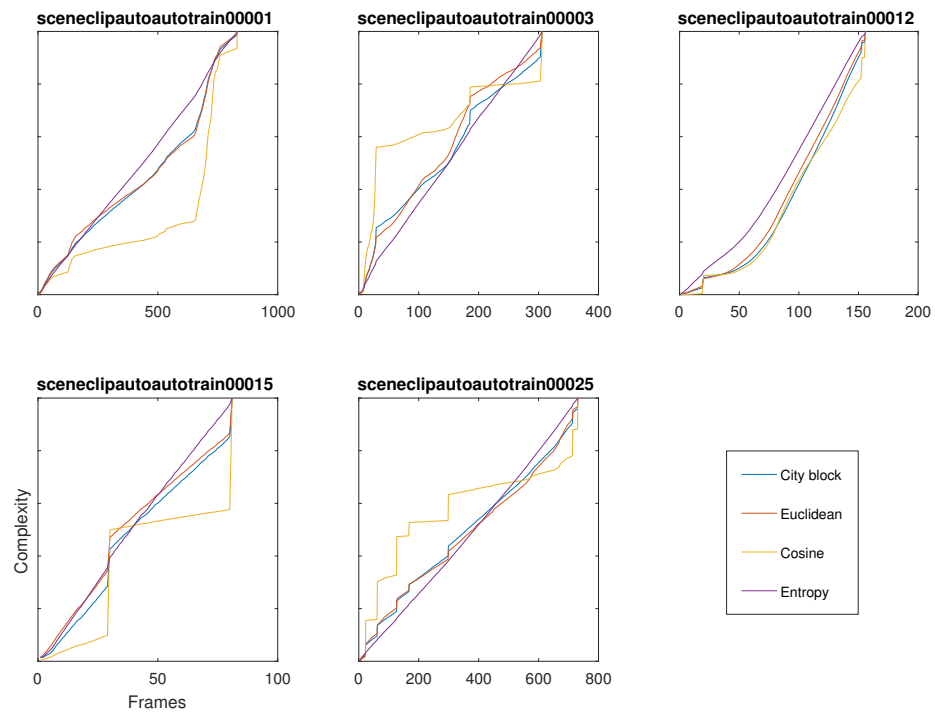 sceneclipautoautotrain00001
sceneclipautoautotrain00003
sceneclipautoautotrain00012
0 500 1000
0 100 200 300 400
0 50 100 150 200
sceneclipautoautotrain00015
sceneclipautoautotrain00025
Complexity
0 50 100
0 200 400 600 800
Frames
City block
Euclidean
Cosine
Entropy